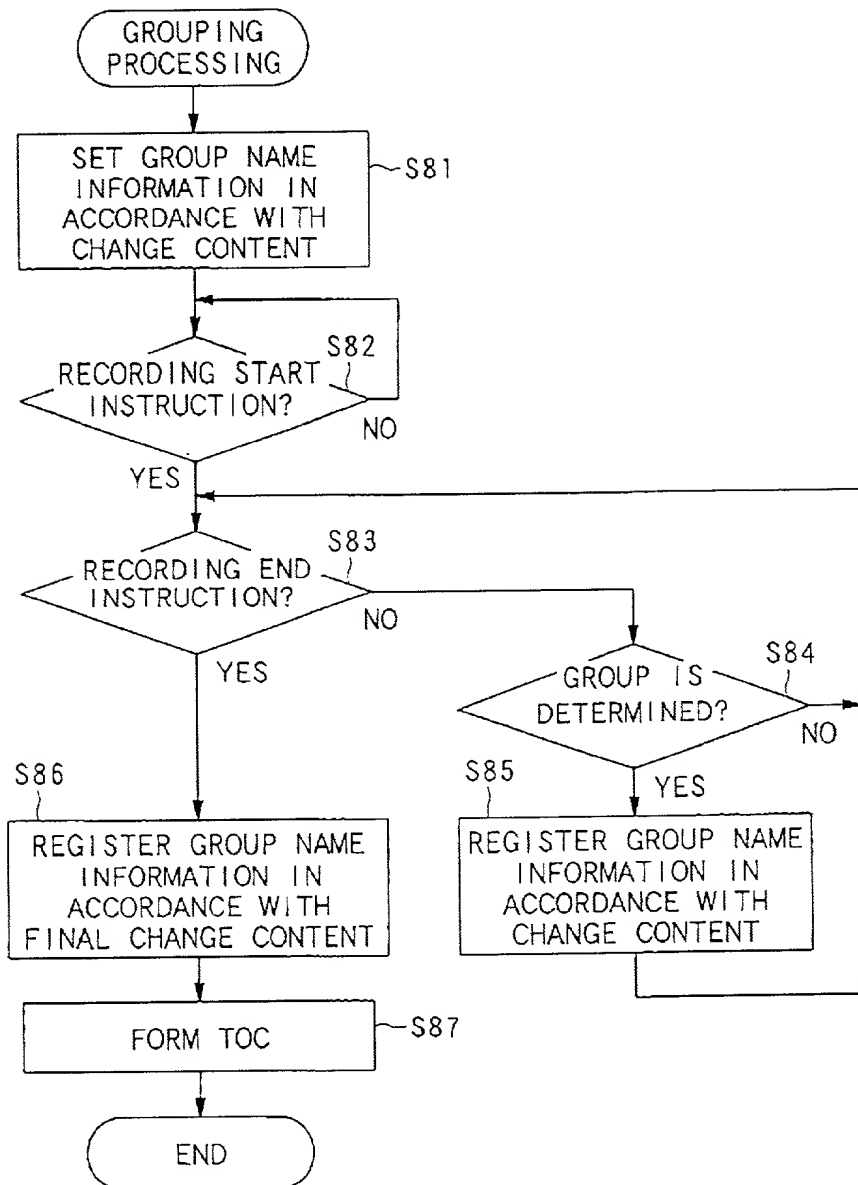 GROUPING
PROCESSING
SET GROUP NAME
INFORMATION IN
ACCORDANCE WITH
CHANGE CONTENT
S81
S82
RECORDING START
INSTRUCTION?
NO
YES
S83
RECORDING END
INSTRUCTION?
NO
YES
S84
GROUP IS
DETERMINED?
NO
YES
S85
REGISTER GROUP NAME
INFORMATION IN
ACCORDANCE WITH
CHANGE CONTENT
S86
REGISTER GROUP NAME
INFORMATION IN
ACCORDANCE WITH
FINAL CHANGE CONTENT
FORM TOC
S87
END